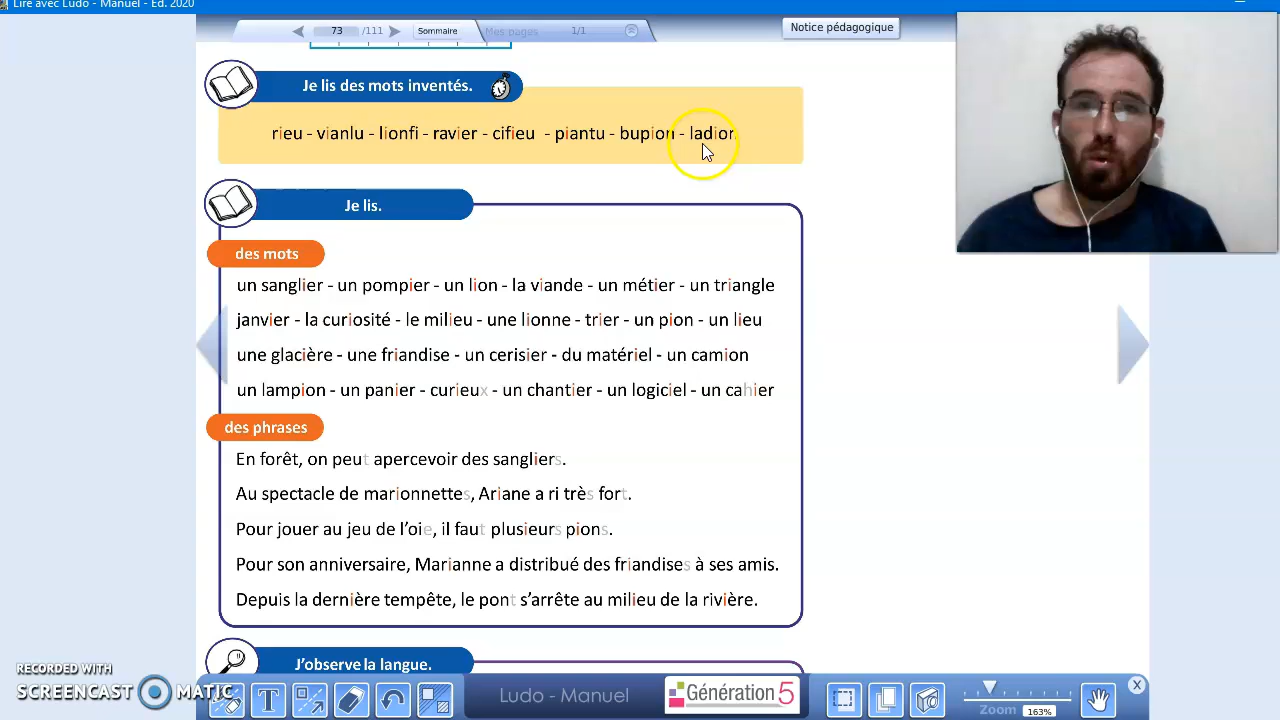 Lire avec Ludo - Manuel - Ed. 2020
73 /111 Sommaire Mes pages 1/1 Notice pédagogique
Je lis des mots inventés.
rieu - vianlu - lionfi - ravier - cifieu - piantu - bupion - ladion
Je lis.
des mots
un sanglier - un pompier - un lion - la viande - un métier - un triangle
janvier - la curiosité - le milieu - une lionne - trier - un pion - un lieu
une glacière - une friandise - un cerisier - du matériel - un camion
un lampion - un panier - curieux - un chantier - un logiciel - un cahier
des phrases
En forêt, on peut apercevoir des sangliers.
Au spectacle de marionnettes, Ariane a ri très fort.
Pour jouer au jeu de l'oie, il faut plusieurs pions.
Pour son anniversaire, Marianne a distribué des friandises à ses amis.
Depuis la dernière tempête, le pont s'arrête au milieu de la rivière.
J'observe la langue.
RECORDED WITH
SCREENCAST MATIC
Ludo - Manuel
Génération 5
Zoom 163%
X